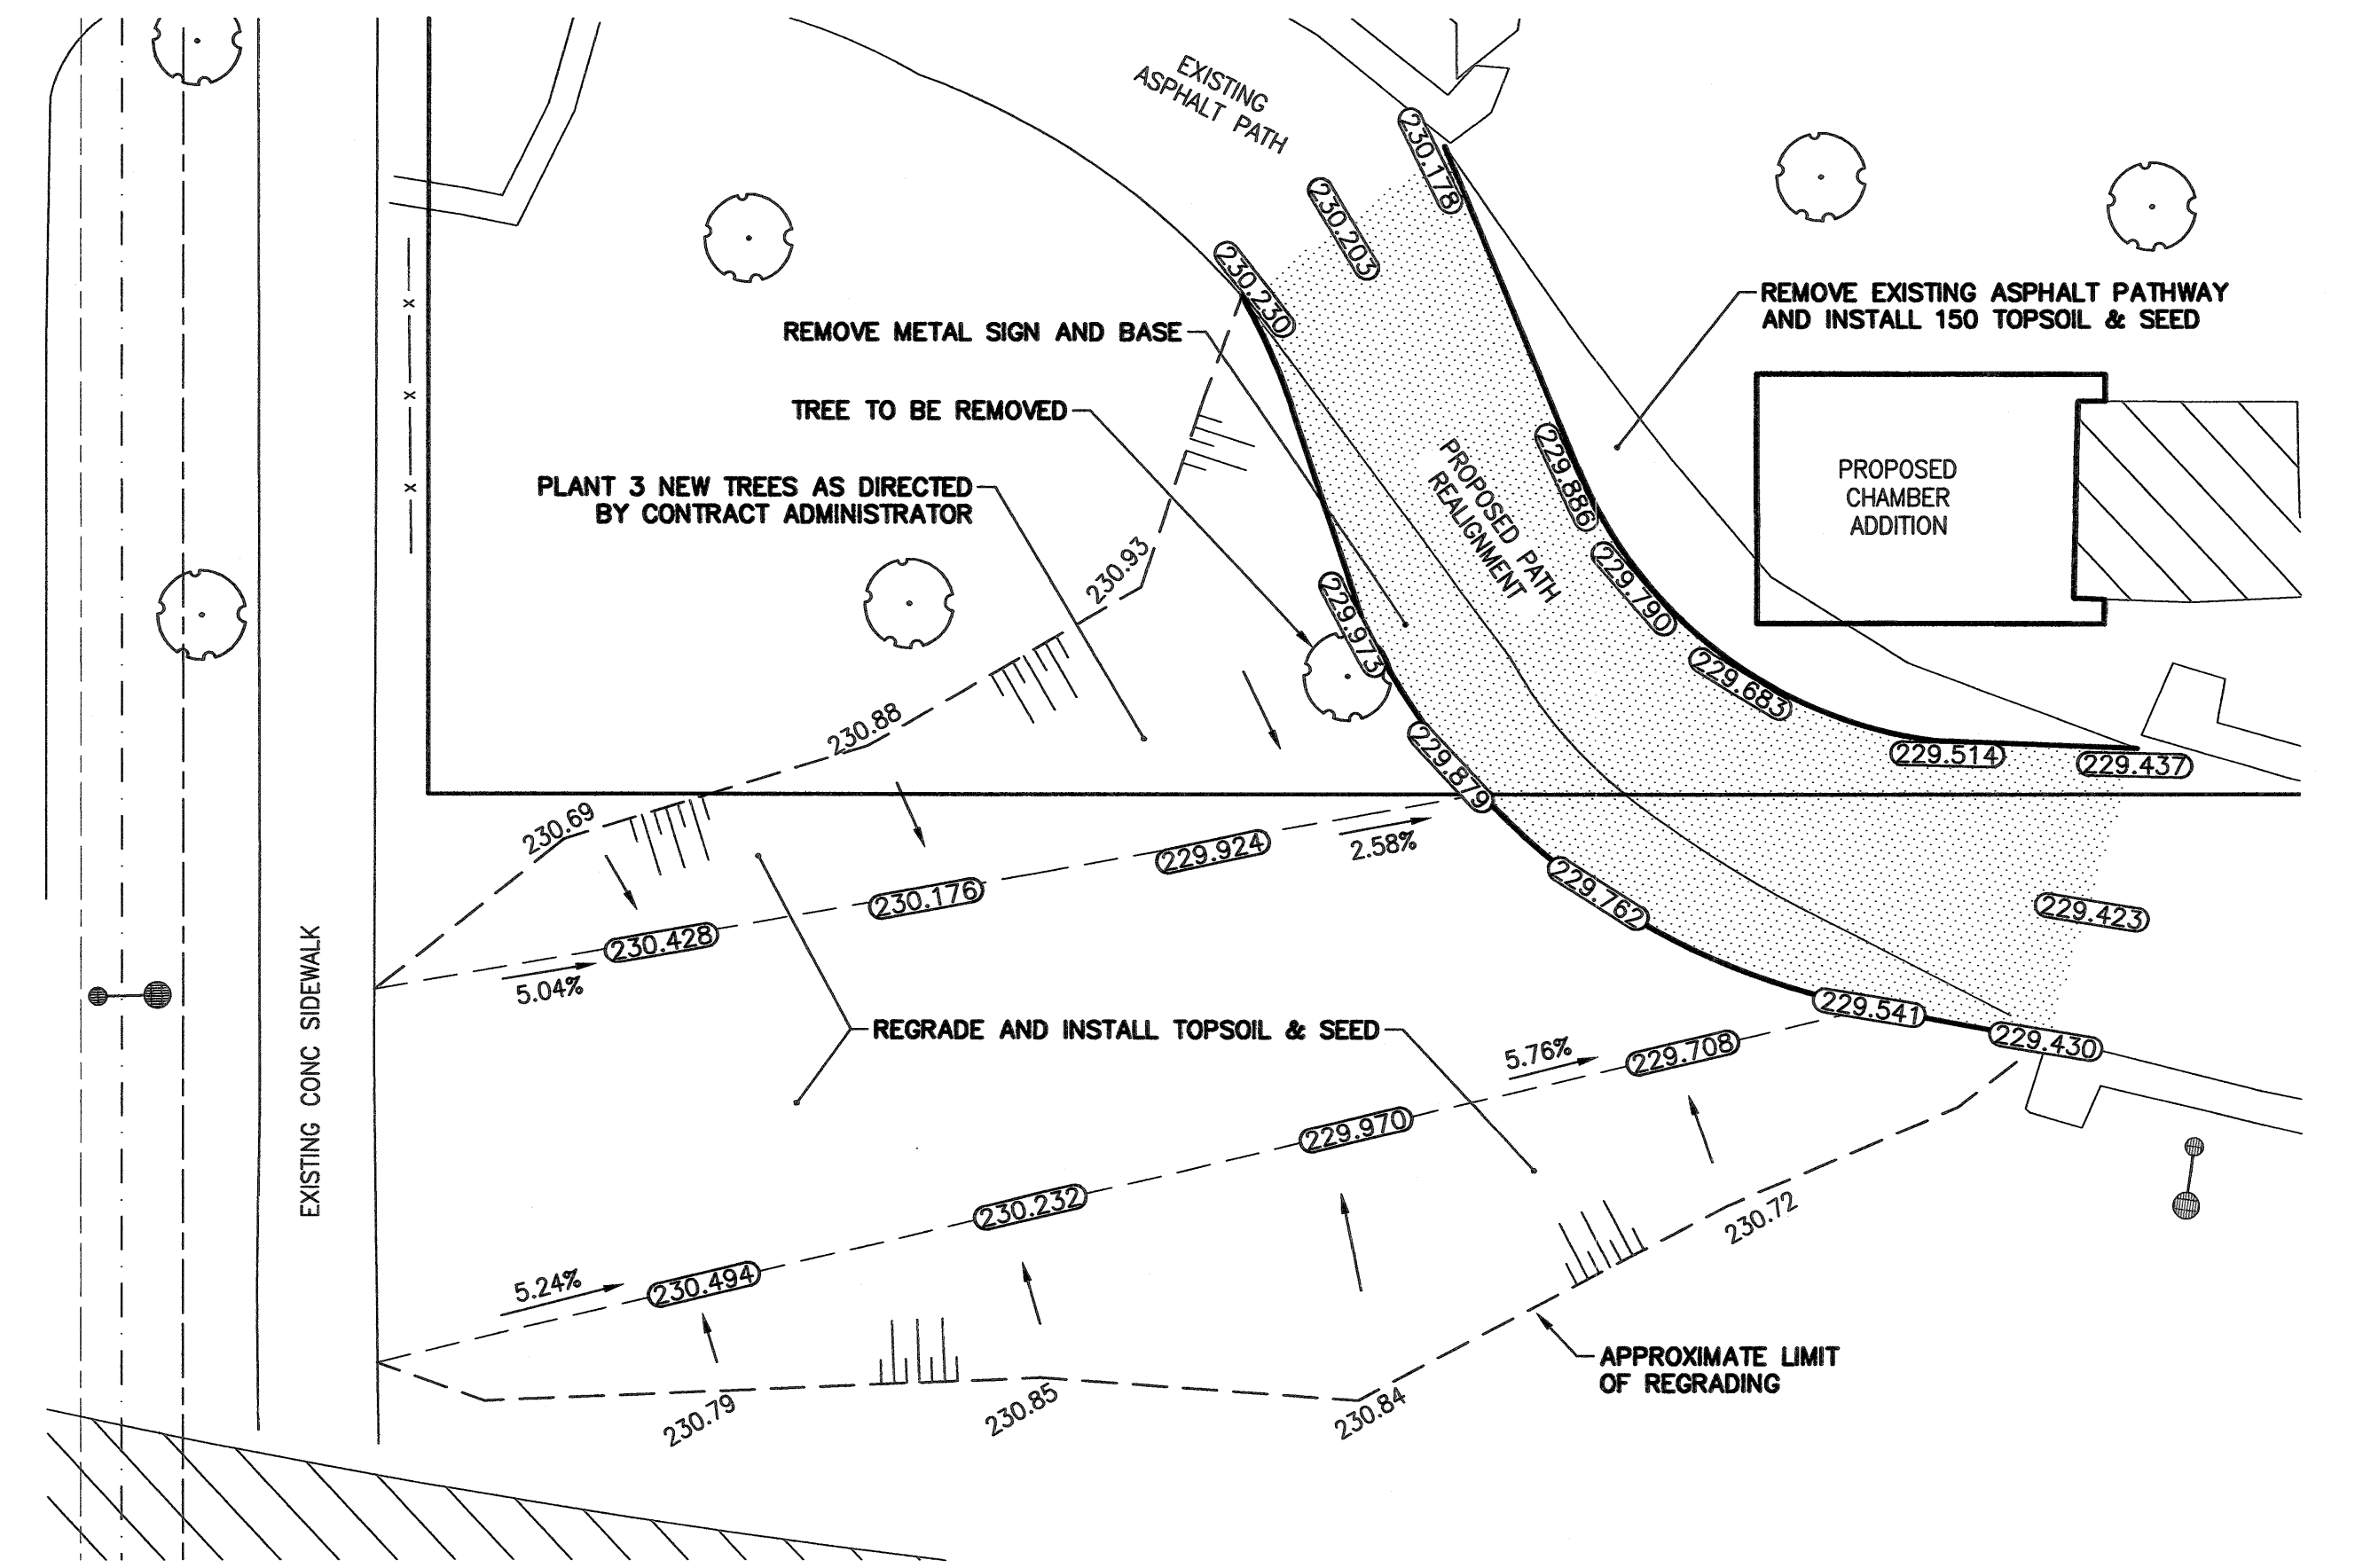 EXISTING
ASPHALT PATH
230.178
230.203
230.230
REMOVE EXISTING ASPHALT PATHWAY
AND INSTALL 150 TOPSOIL & SEED
REMOVE METAL SIGN AND BASE
TREE TO BE REMOVED
PLANT 3 NEW TREES AS DIRECTED
BY CONTRACT ADMINISTRATOR
PROPOSED PATH
REALIGNMENT
229.886
PROPOSED
CHAMBER
ADDITION
x
x
x
230.93
229.790
229.973
229.683
230.88
229.879
229.514
229.437
230.69
2.58%
229.924
230.176
229.762
229.423
230.428
5.04%
EXISTING CONC SIDEWALK
229.541
229.430
REGRADE AND INSTALL TOPSOIL & SEED
5.76%
229.708
229.970
230.232
230.72
5.24%
230.494
APPROXIMATE LIMIT
OF REGRADING
230.79
230.85
230.84